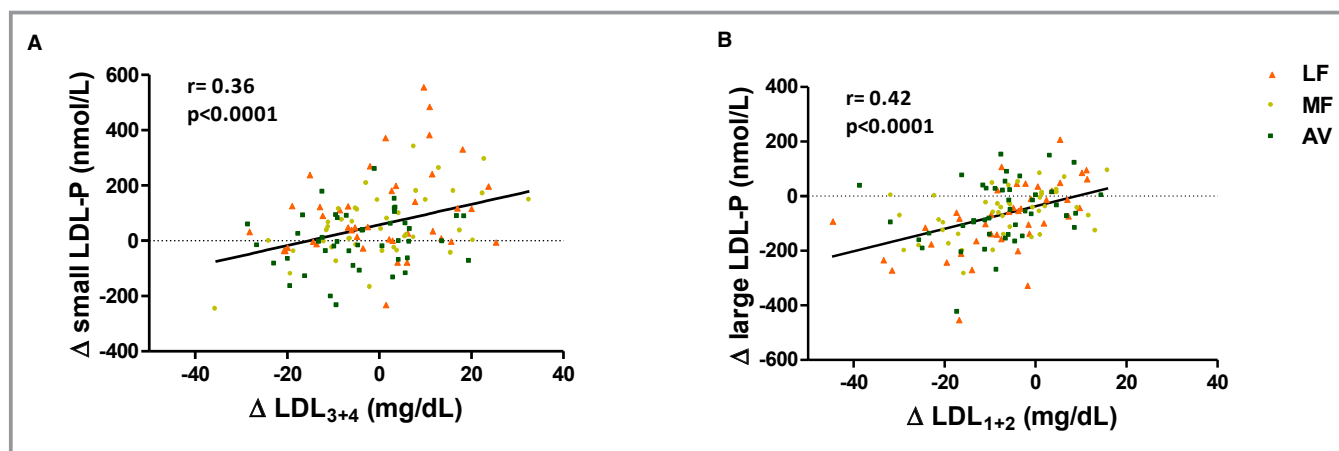 A
r= 0.36
p<0.0001
Δ small LDL-P (nmol/L)
600
400
200
0
-200
-400
-40
-20
0
20
40
Δ LDL3+4 (mg/dL)
B
r= 0.42
p<0.0001
Δ large LDL-P (nmol/L)
400
200
0
-200
-400
-600
-40
-20
0
20
40
Δ LDL1+2 (mg/dL)
LF
MF
AV